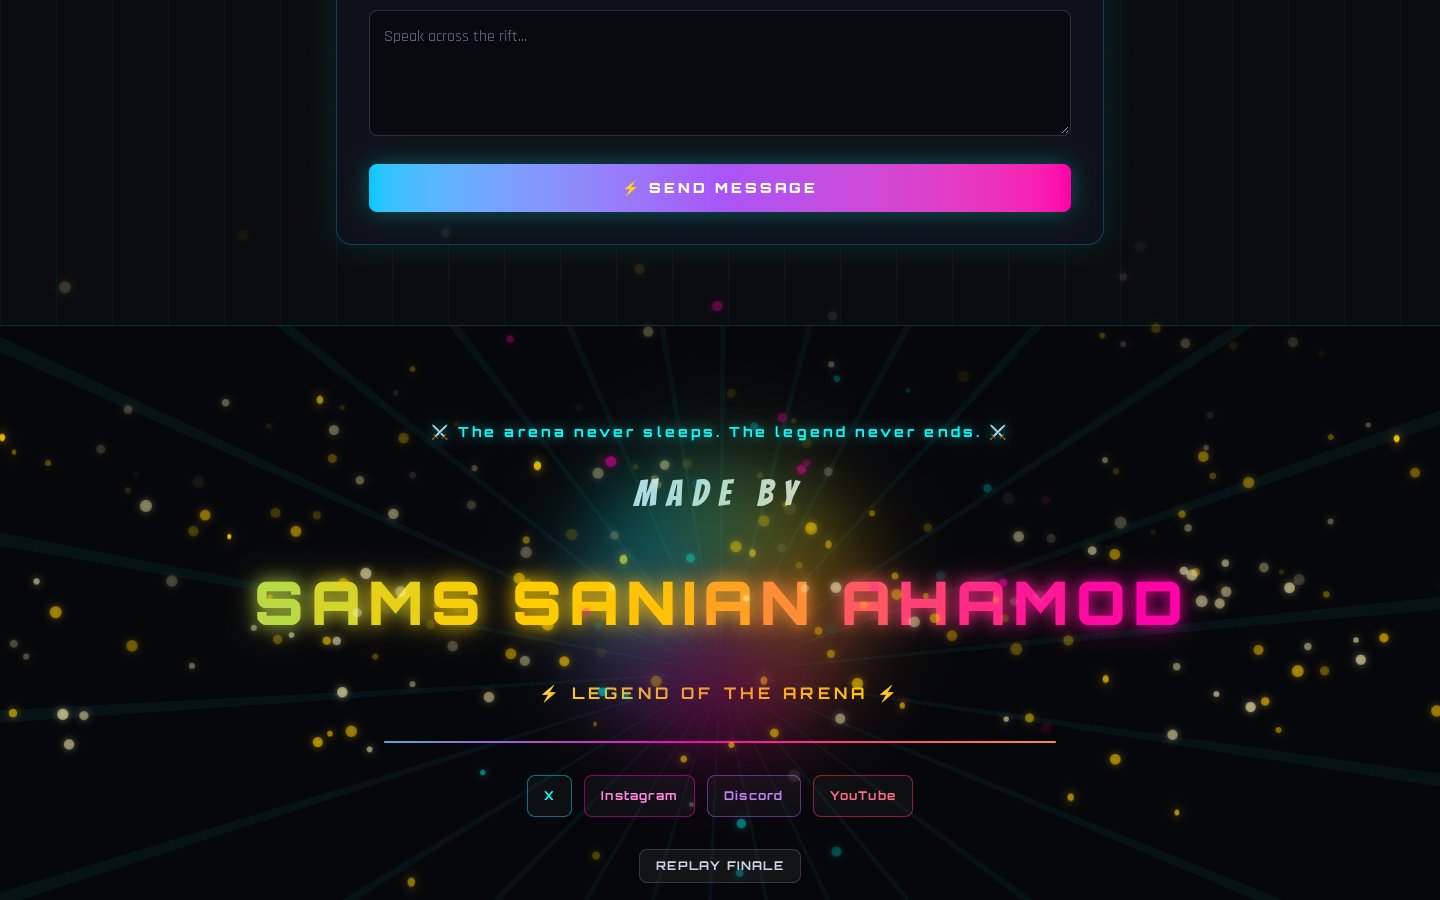 Speak across the rift...
⚡ SEND MESSAGE
⚔ The arena never sleeps. The legend never ends. ⚔
MADE BY
SAMS SANIAN AHAMOD
⚡ LEGEND OF THE ARENA ⚡
X Instagram Discord YouTube
REPLAY FINALE